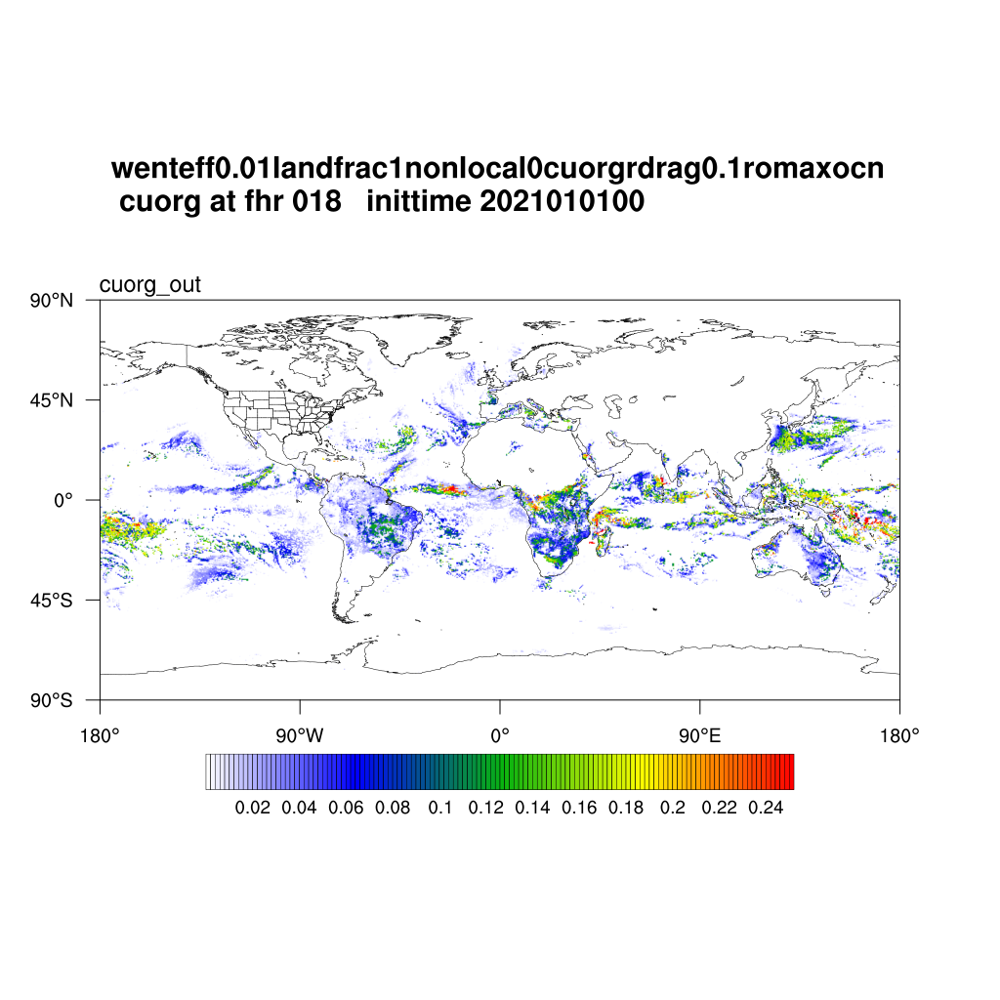 wenteff0.01landfrac1nonlocal0cuorgrdrag0.1romaxocn
cuorg at fhr 018 inittime 2021010100
cuorg_out
90°N
45°N
0°
45°S
90°S
180° 90°W 0° 90°E 180°
0.02 0.04 0.06 0.08 0.1 0.12 0.14 0.16 0.18 0.2 0.22 0.24